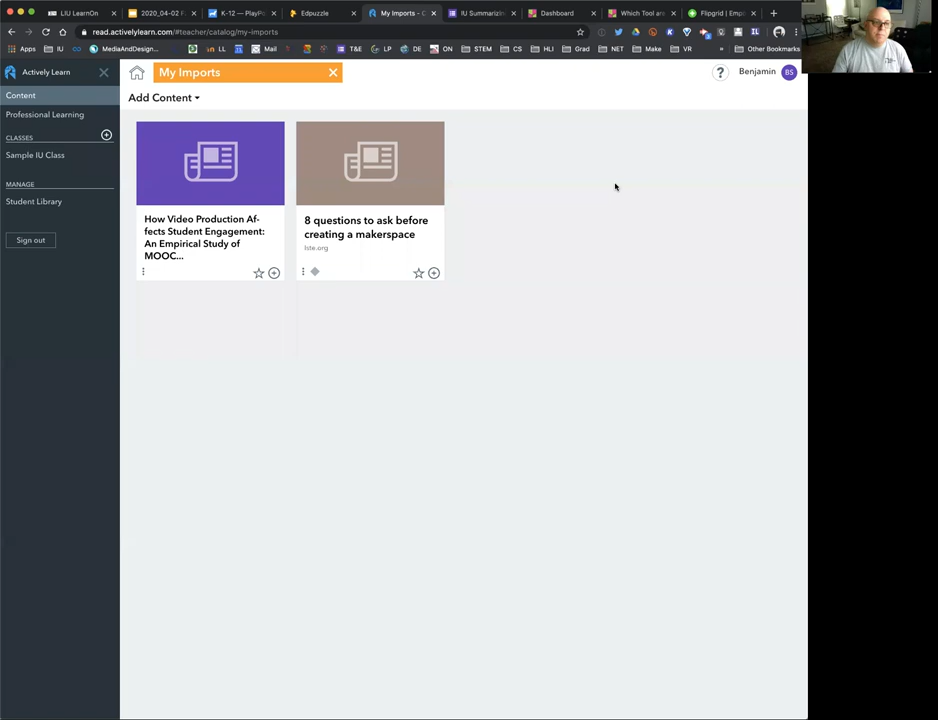 LIU LearnOn
2020_04-02 F
K-12 — PlayPo
Edpuzzle
My Imports - C
IU Summarizin
Dashboard
Which Tool are
Flipgrid | Emp
read.activelylearn.com/#teacher/catalog/my-imports
Apps
IU
MediaAndDesign...
LL
Mail
T&E
LP
DE
ON
STEM
CS
HLI
Grad
NET
Make
VR
»
Other Bookmarks
Actively Learn
My Imports
?
Benjamin
BS
Content
Add Content
Professional Learning
CLASSES
Sample IU Class
MANAGE
Student Library
Sign out
How Video Production Af-
fects Student Engagement:
An Empirical Study of
MOOC...
8 questions to ask before
creating a makerspace
Iste.org